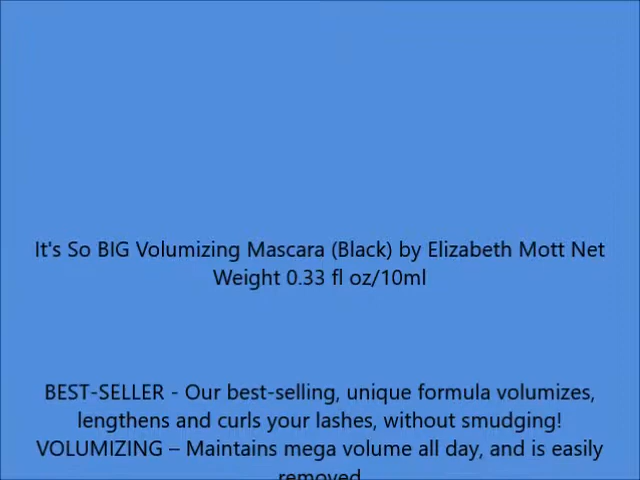 It's So BIG Volumizing Mascara (Black) by Elizabeth Mott Net
Weight 0.33 fl oz/10ml
BEST-SELLER - Our best-selling, unique formula volumizes,
lengthens and curls your lashes, without smudging!
VOLUMIZING – Maintains mega volume all day, and is easily
removed